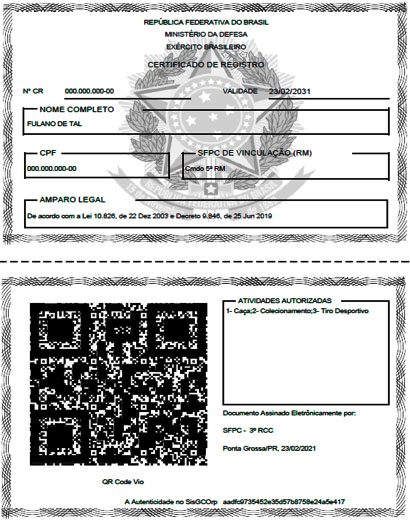 REPÚBLICA FEDERATIVA DO BRASIL
MINISTÉRIO DA DEFESA
EXÉRCITO BRASILEIRO
CERTIFICADO DE REGISTRO
Nº CR 000.000.000-00 VALIDADE 23/02/2031
NOME COMPLETO
FULANO DE TAL
CPF SFPC DE VINCULAÇÃO (RM)
000.000.000-00 Cmdo 5ª RM
AMPARO LEGAL
De acordo com a Lei 10.826, de 22 Dez 2003 e Decreto 9.846, de 25 Jun 2019
ATIVIDADES AUTORIZADAS
1- Caça;2- Colecionamento;3- Tiro Desportivo
Documento Assinado Eletrônicamente por:
SFPC - 3ª RCC
Ponta Grossa/PR, 23/02/2021
QR Code Vio
A Autenticidade no SisGCOrp aadfc9735452e35d57b8758e24a5e417